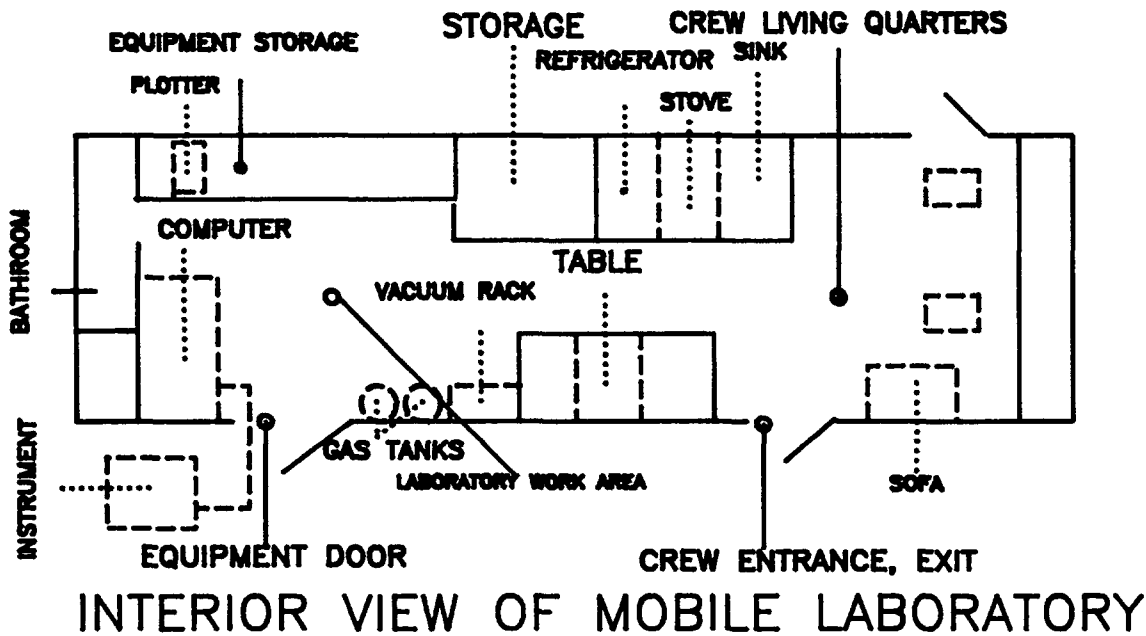 STORAGE
CREW LIVING QUARTERS
EQUIPMENT STORAGE
REFRIGERATOR
SINK
PLOTTER
STOVE
COMPUTER
TABLE
BATHROOM
VACUUM RACK
INSTRUMENT
GAS TANKS
LABORATORY WORK AREA
SOFA
EQUIPMENT DOOR
CREW ENTRANCE, EXIT
INTERIOR VIEW OF MOBILE LABORATORY